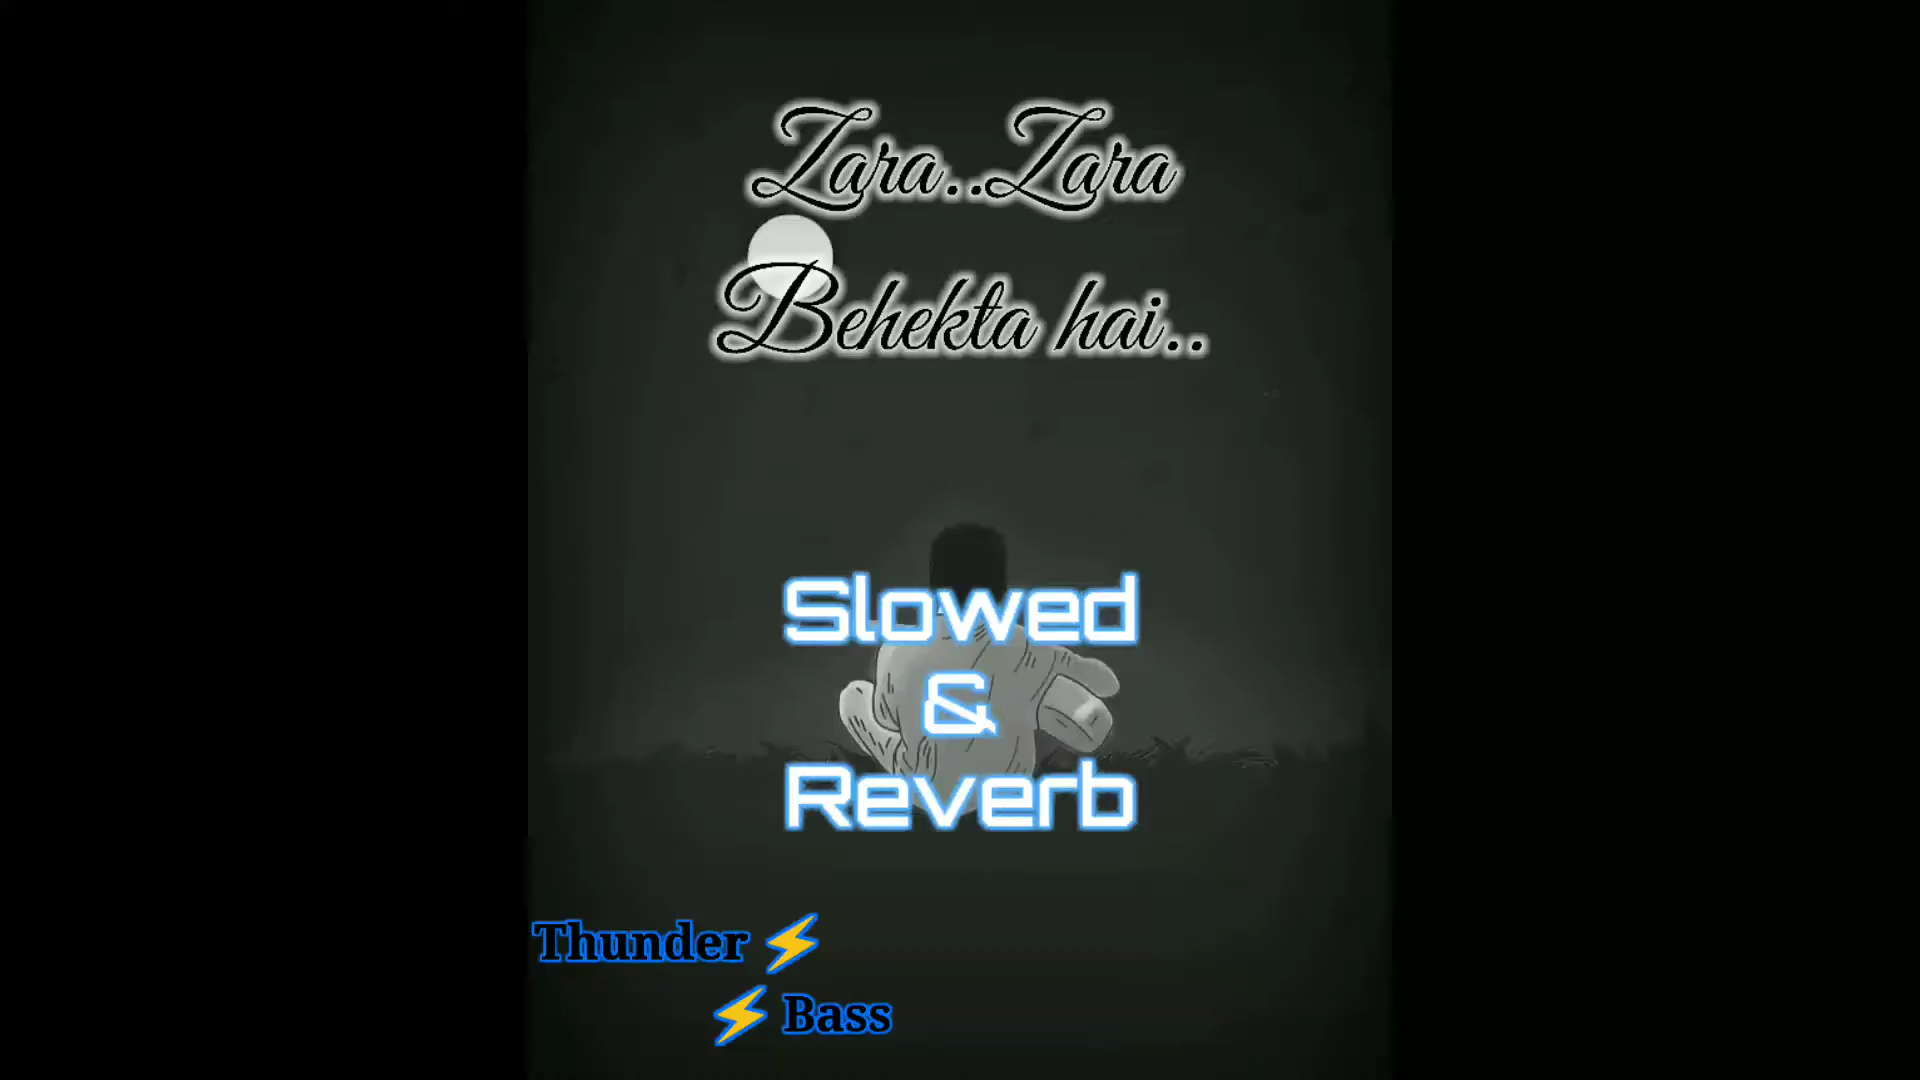 Zara..Zara
Behekta hai..
Slowed
&
Reverb
Thunder ⚡
⚡ Bass